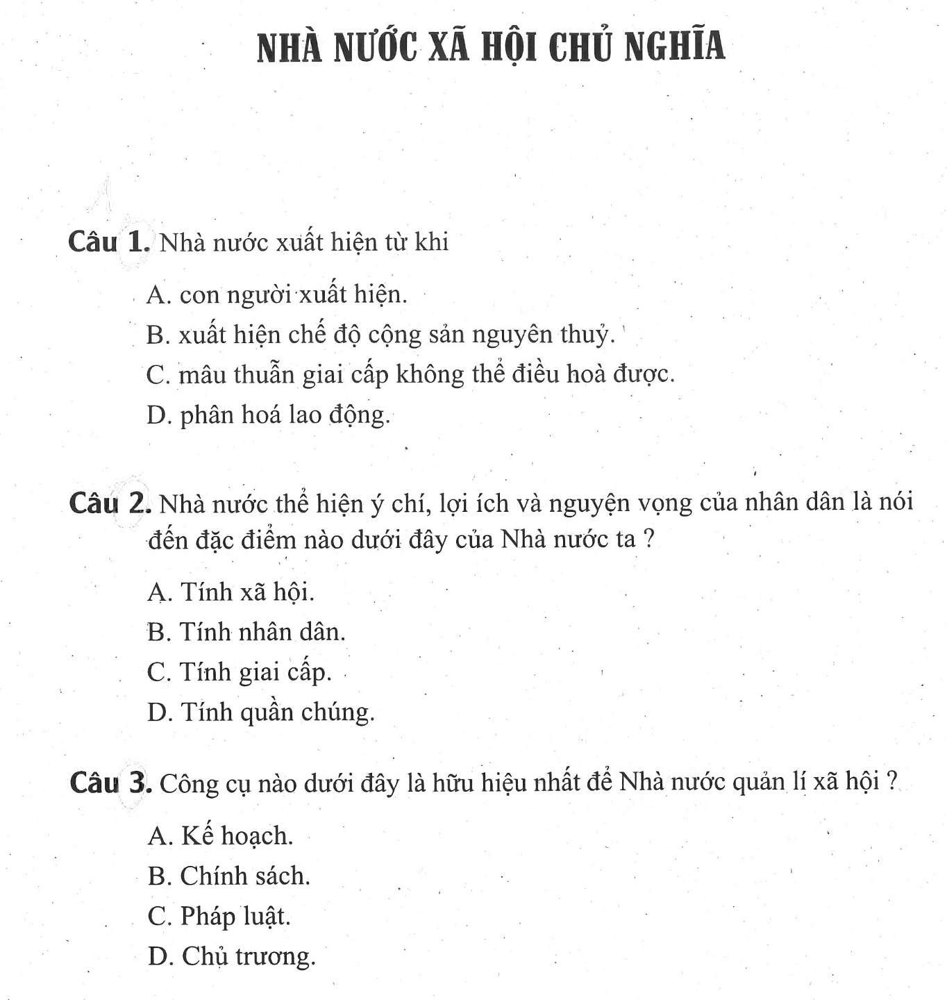 NHÀ NƯỚC XÃ HỘI CHỦ NGHĨA
Câu 1. Nhà nước xuất hiện từ khi
A. con người xuất hiện.
B. xuất hiện chế độ cộng sản nguyên thuỷ.
C. mâu thuẫn giai cấp không thể điều hoà được.
D. phân hoá lao động.
Câu 2. Nhà nước thể hiện ý chí, lợi ích và nguyện vọng của nhân dân là nói
đến đặc điểm nào dưới đây của Nhà nước ta ?
A. Tính xã hội.
B. Tính nhân dân.
C. Tính giai cấp.
D. Tính quần chúng.
Câu 3. Công cụ nào dưới đây là hữu hiệu nhất để Nhà nước quản lí xã hội ?
A. Kế hoạch.
B. Chính sách.
C. Pháp luật.
D. Chủ trương.